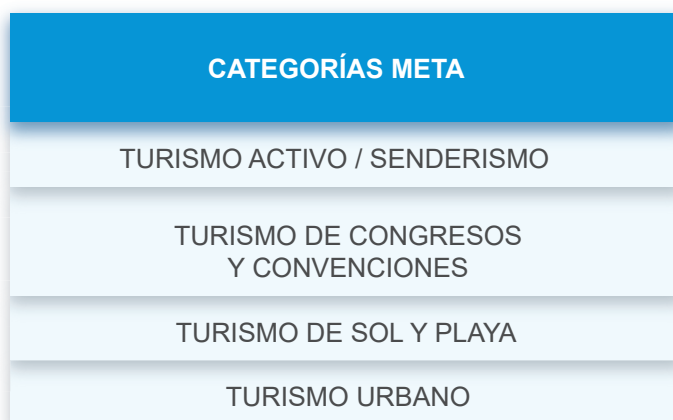 CATEGORÍAS META
TURISMO ACTIVO / SENDERISMO
TURISMO DE CONGRESOS
Y CONVENCIONES
TURISMO DE SOL Y PLAYA
TURISMO URBANO